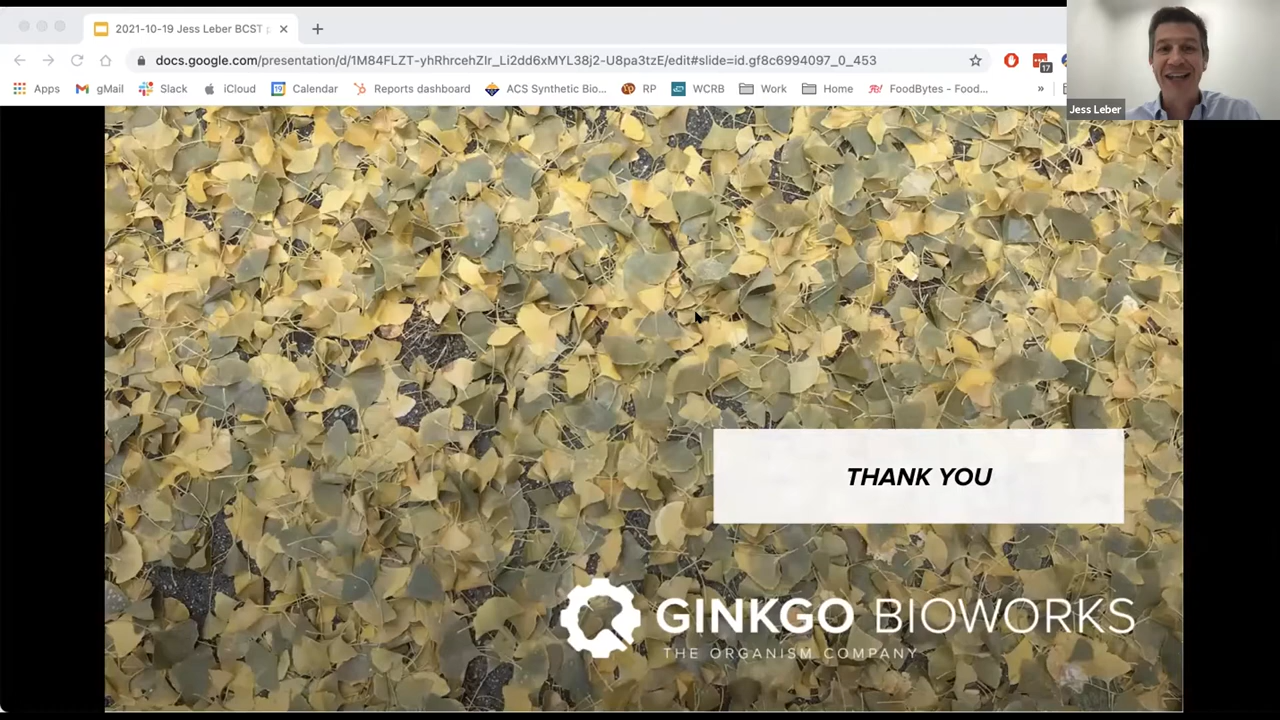 2021-10-19 Jess Leber BCST p
docs.google.com/presentation/d/1M84FLZT-yhRhrcehZIr_Li2dd6xMYL38j2-U8pa3tzE/edit#slide=id.gf8c6994097_0_453
17
Apps gMail Slack iCloud 19 Calendar Reports dashboard ACS Synthetic Bio... RP WCRB Work Home FoodBytes - Food... »
Jess Leber
THANK YOU
GINKGO BIOWORKS
THE ORGANISM COMPANY